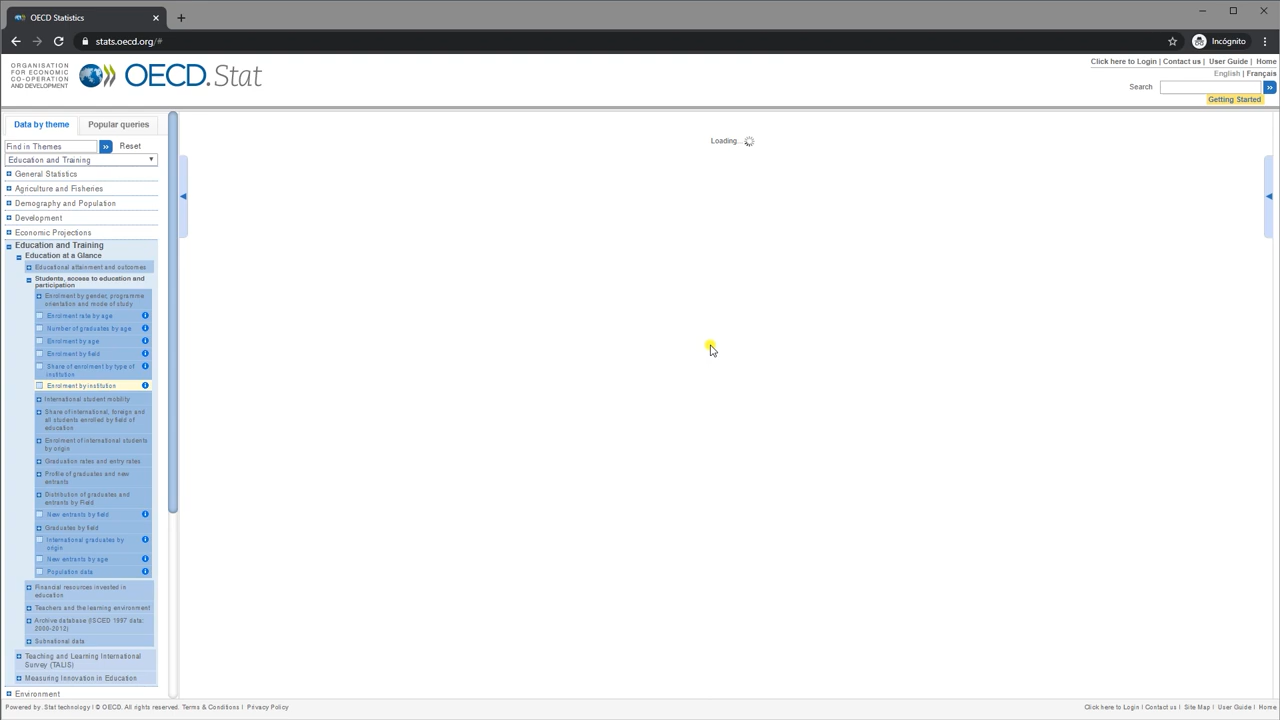 OECD Statistics
stats.oecd.org/#
Incógnito
ORGANISATION
FOR ECONOMIC
CO-OPERATION
AND DEVELOPMENT
OECD.Stat
Click here to Login | Contact us | User Guide | Home
English | Français
Search
Getting Started
Data by theme
Popular queries
Find in Themes
Reset
Education and Training
General Statistics
Agriculture and Fisheries
Demography and Population
Development
Economic Projections
Education and Training
Education at a Glance
Educational attainment and outcomes
Students, access to education and
participation
Enrolment by gender, programme
orientation and mode of study
Enrolment rate by age
Number of graduates by age
Enrolment by age
Enrolment by field
Share of enrolment by type of
institution
Enrolment by institution
International student mobility
Share of international, foreign and
all students enrolled by field of
education
Enrolment of international students
by origin
Graduation rates and entry rates
Profile of graduates and new
entrants
Distribution of graduates and
entrants by Field
New entrants by field
Graduates by field
International graduates by
origin
New entrants by age
Population data
Financial resources invested in
education
Teachers and the learning environment
Archive database (ISCED 1997 data:
2000-2012)
Subnational data
Teaching and Learning International
Survey (TALIS)
Measuring Innovation in Education
Environment
Loading...
Powered by .Stat technology | © OECD. All rights reserved. Terms & Conditions | Privacy Policy
Click here to Login | Contact us | Site Map | User Guide | Home